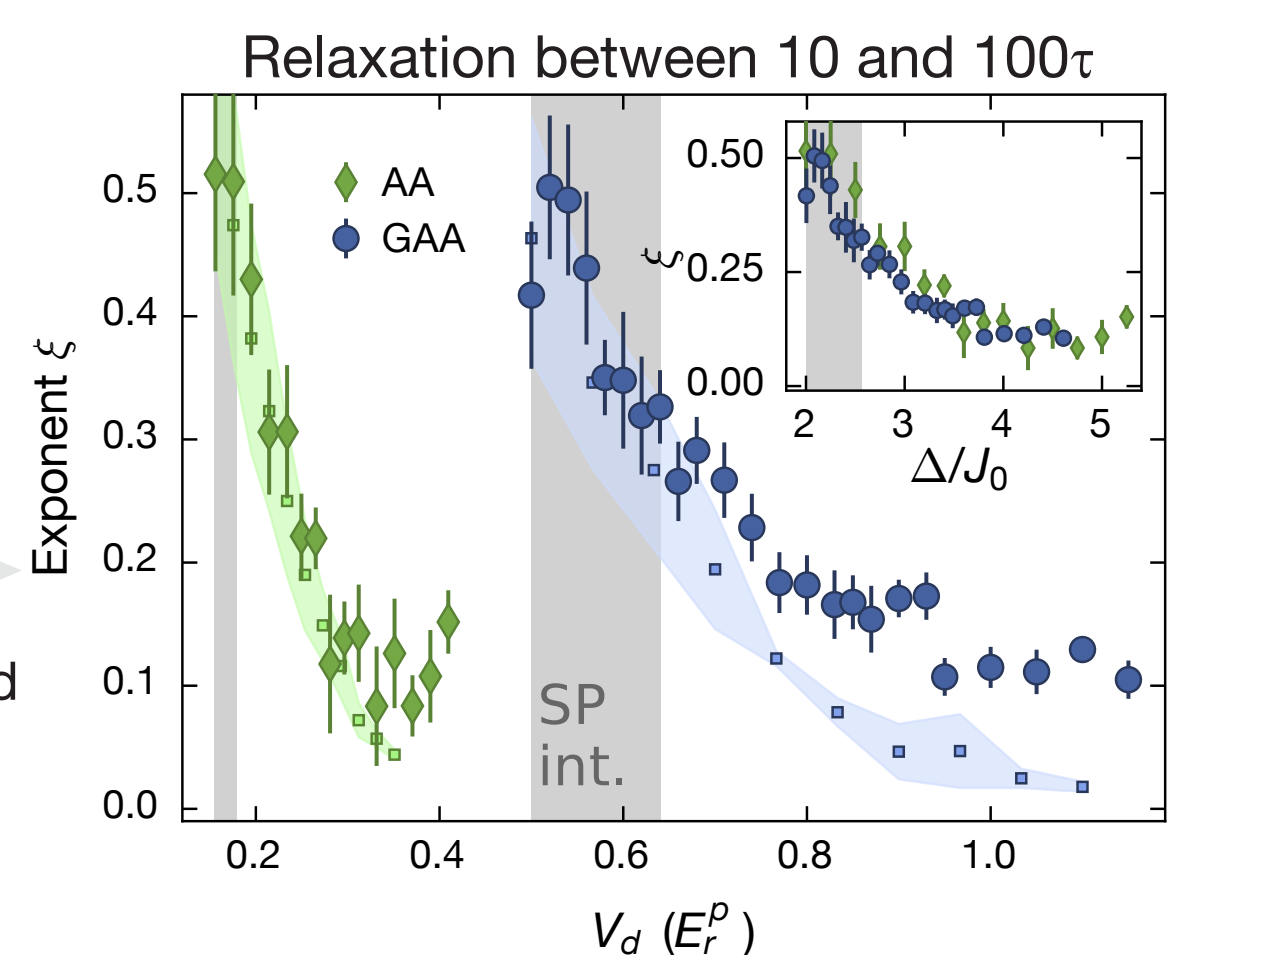 Relaxation between 10 and 100τ
AA
GAA
0.5
0.4
0.3
0.2
0.1
0.0
Exponent ξ
d
SP
int.
0.2
0.4
0.6
0.8
1.0
V_d (E_r^p)
0.50
0.25
0.00
ξ
2
3
4
5
Δ/J_0